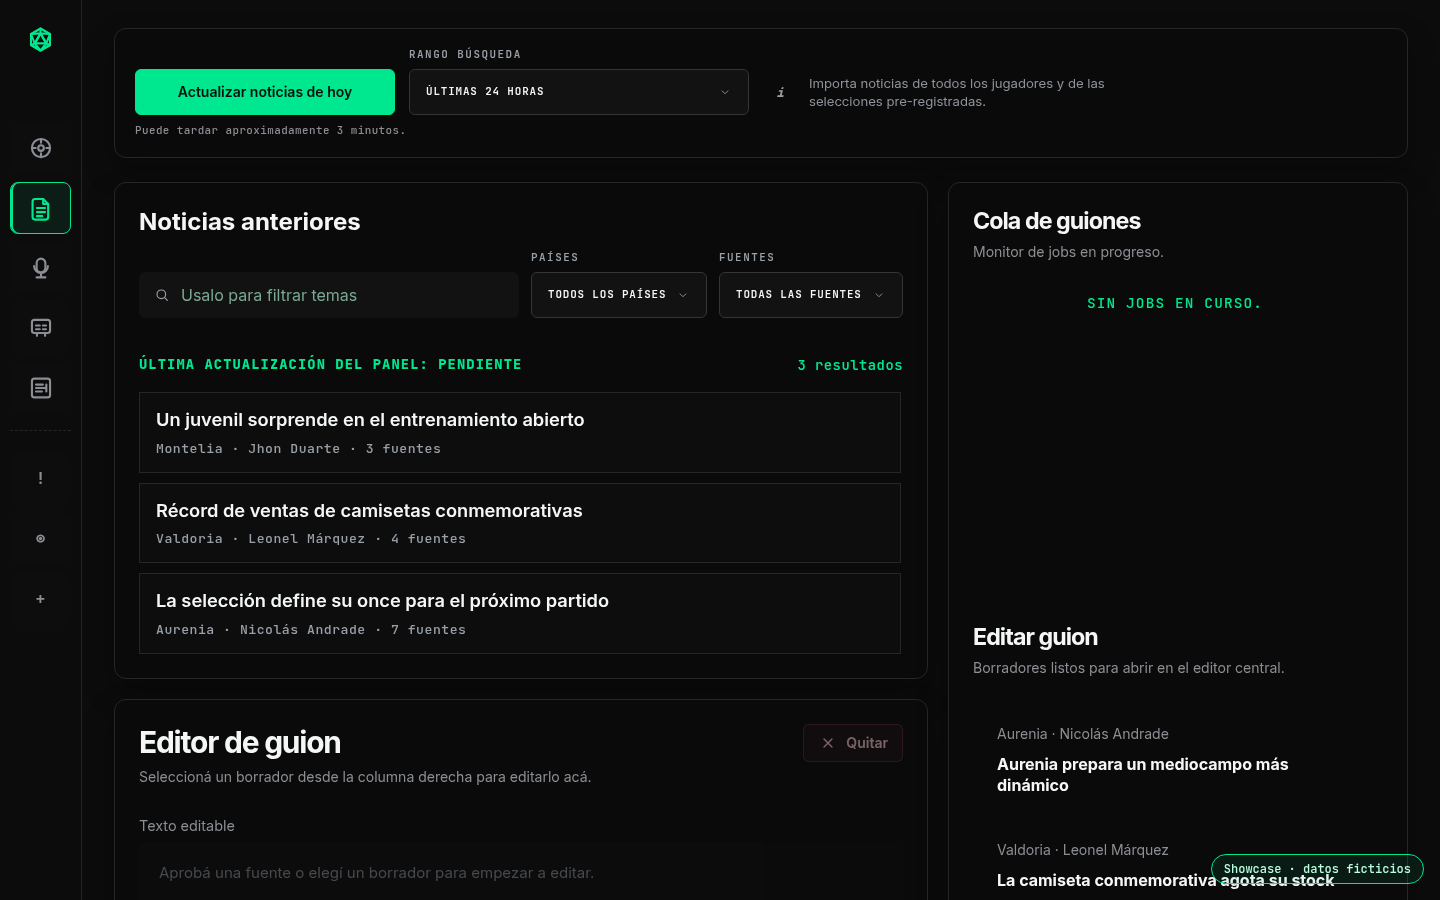 RANGO BÚSQUEDA
Actualizar noticias de hoy
ÚLTIMAS 24 HORAS
i
Importa noticias de todos los jugadores y de las
selecciones pre-registradas.
Puede tardar aproximadamente 3 minutos.
Noticias anteriores
PAÍSES
FUENTES
Usalo para filtrar temas
TODOS LOS PAÍSES
TODAS LAS FUENTES
ÚLTIMA ACTUALIZACIÓN DEL PANEL: PENDIENTE
3 resultados
Un juvenil sorprende en el entrenamiento abierto
Montelia · Jhon Duarte · 3 fuentes
Récord de ventas de camisetas conmemorativas
Valdoria · Leonel Márquez · 4 fuentes
La selección define su once para el próximo partido
Aurenia · Nicolás Andrade · 7 fuentes
Editor de guion
Quitar
Seleccioná un borrador desde la columna derecha para editarlo acá.
Texto editable
Aprobá una fuente o elegí un borrador para empezar a editar.
Cola de guiones
Monitor de jobs en progreso.
SIN JOBS EN CURSO.
Editar guion
Borradores listos para abrir en el editor central.
Aurenia · Nicolás Andrade
Aurenia prepara un mediocampo más
dinámico
Valdoria · Leonel Márquez
La camiseta conmemorativa agota su stock
Showcase · datos ficticios
!
+